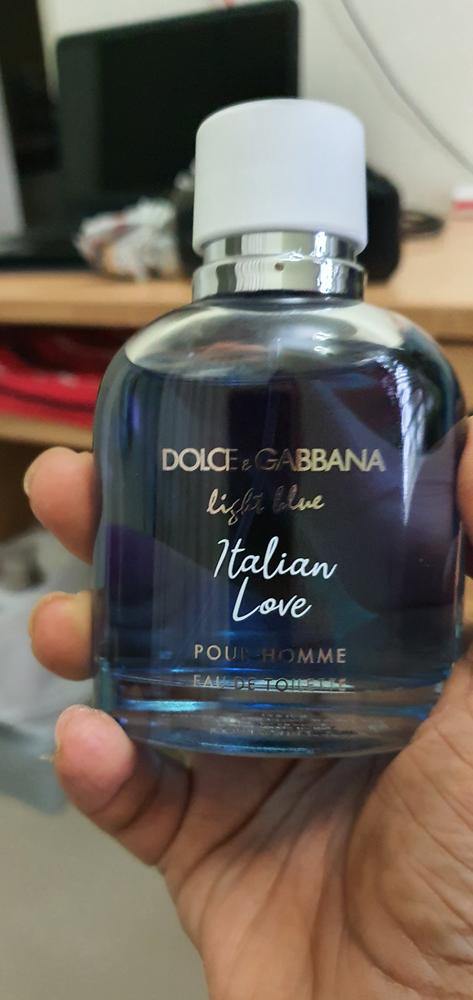 DOLCE & GABBANA
light blue
Italian
Love
POUR HOMME
EAU DE TOILETTE